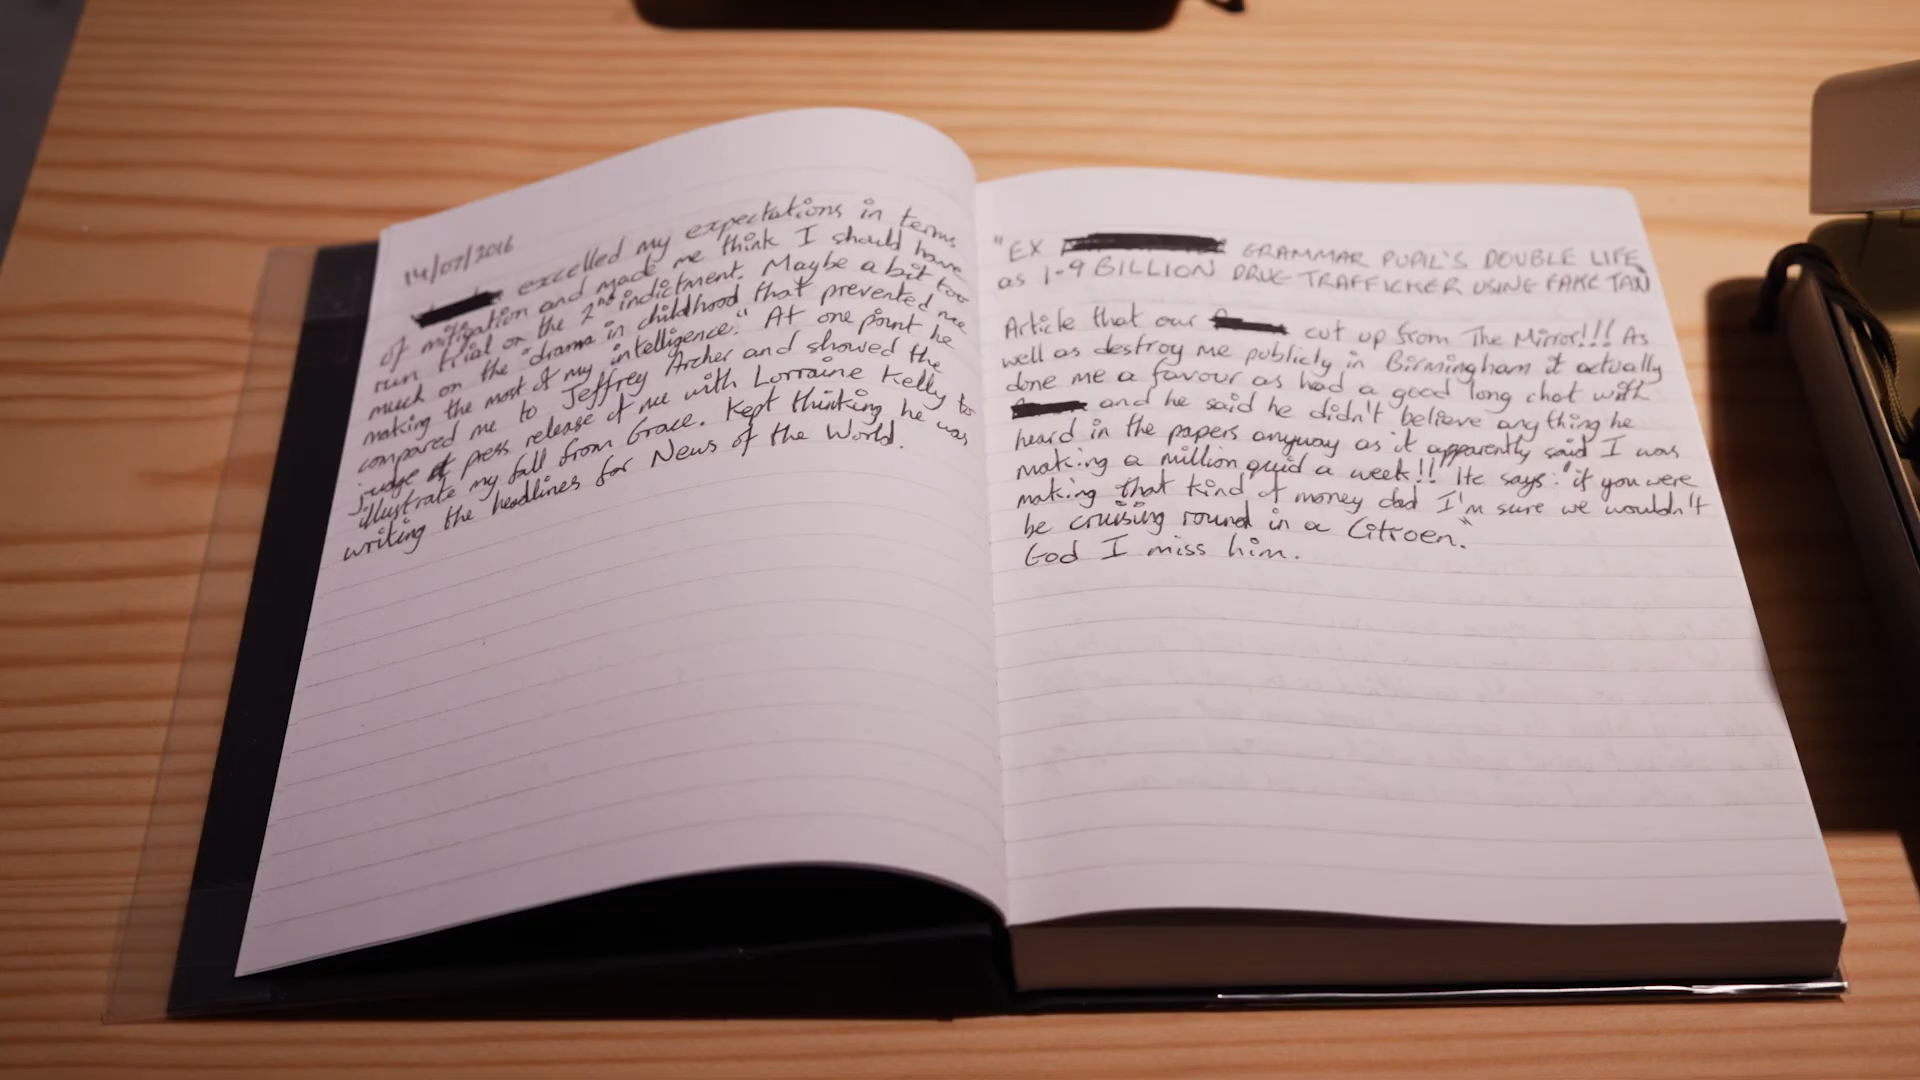 14/07/2016
excelled my expectations in terms
of mitigation and made me think I should have
run trial or the 2nd indictment. Maybe a bit too
much on the "drama in childhood that prevented me
making the most of my intelligence." At one point he
compared me to Jeffrey Archer and showed the
judge press release of me with Lorraine Kelly to
illustrate my fall from Grace. Kept thinking he was
writing the headlines for News of the World.
"EX GRAMMAR PUPIL'S DOUBLE LIFE
as 1-9 BILLION DRUG TRAFFICKER USING FAKE TAN
Article that our cut up from The Mirror!!! As
well as destroy me publicly in Birmingham it actually
done me a favour as had a good long chat with
and he said he didn't believe anything he
heard in the papers anyway as it apparently said I was
making a million quid a week!! He says: "if you were
making that kind of money dad I'm sure we wouldn't
be cruising round in a Citroen."
God I miss him.